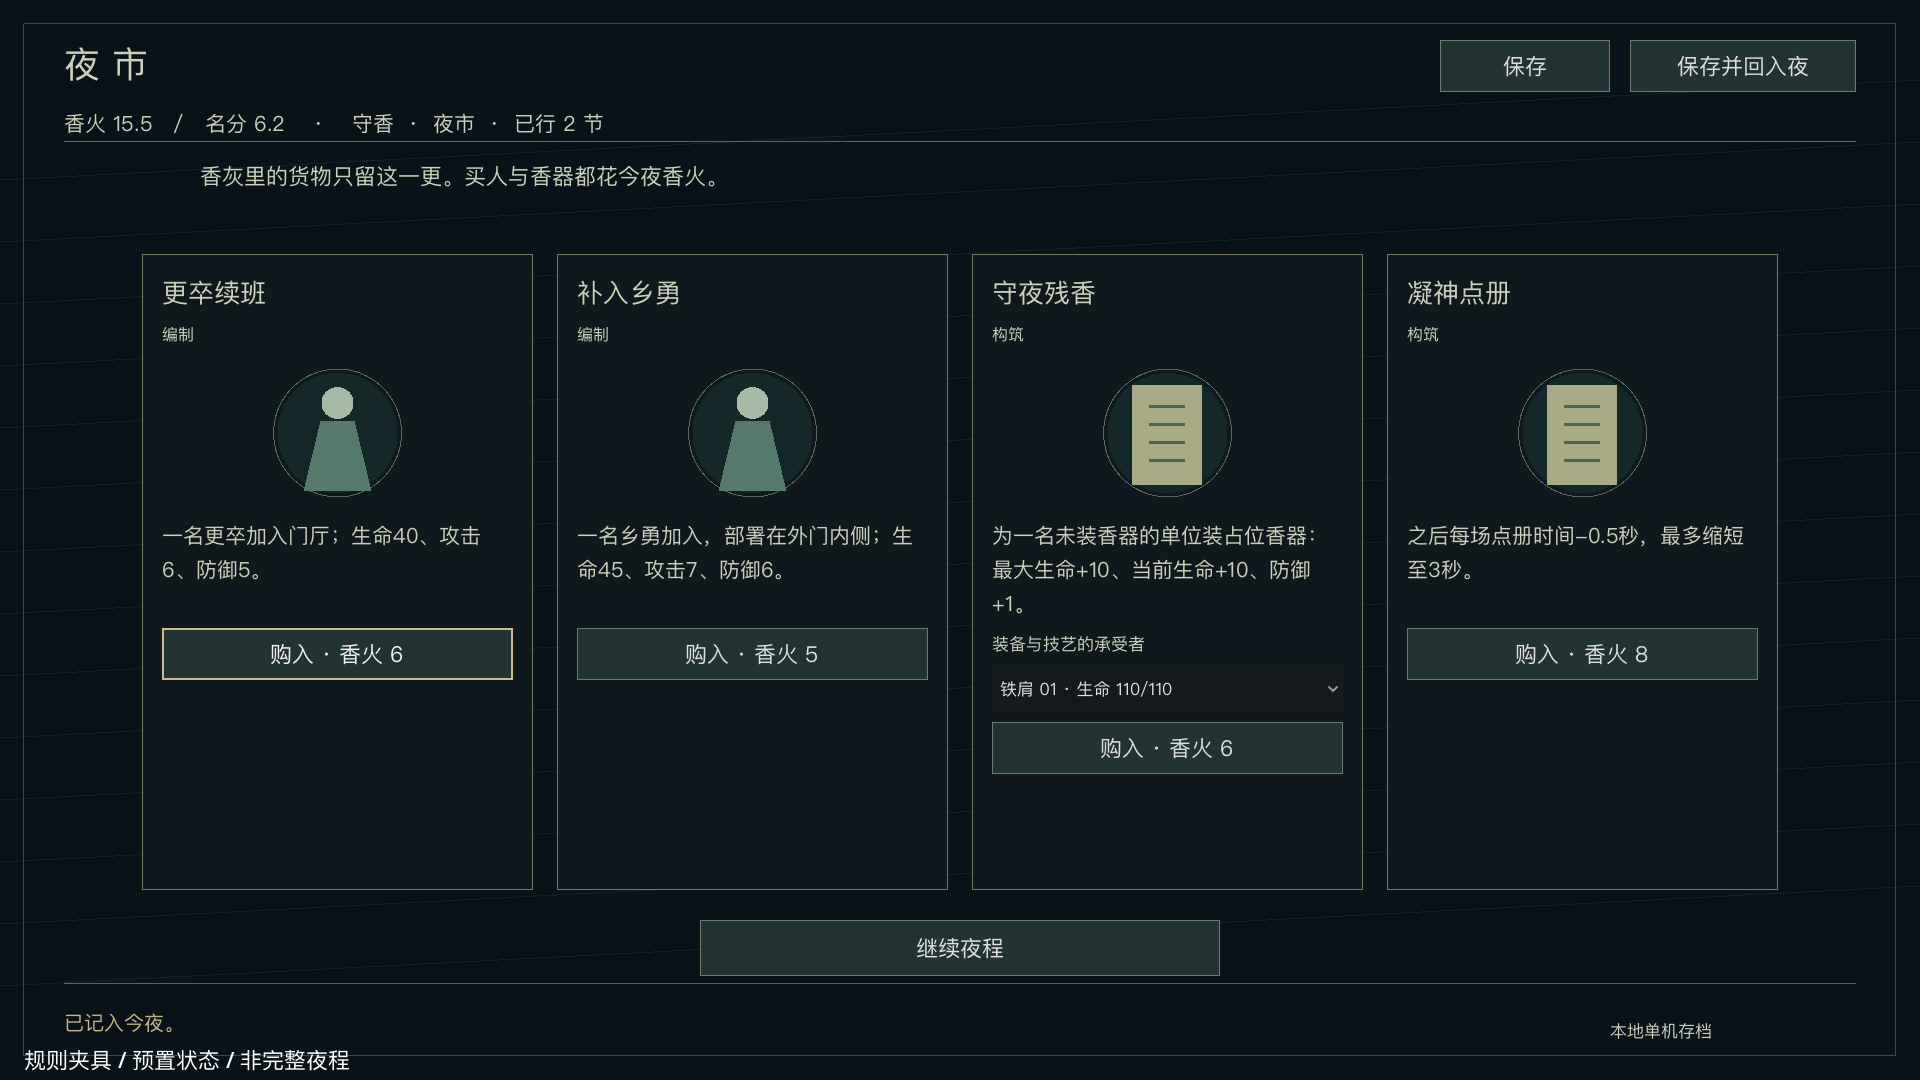 夜 市
保存
保存并回入夜
香火 15.5 / 名分 6.2 · 守香 · 夜市 · 已行 2 节
香灰里的货物只留这一更。买人与香器都花今夜香火。
更卒续班
编制
一名更卒加入门厅；生命40、攻击
6、防御5。
购入 · 香火 6
补入乡勇
编制
一名乡勇加入，部署在外门内侧；生
命45、攻击7、防御6。
购入 · 香火 5
守夜残香
构筑
为一名未装香器的单位装占位香器：
最大生命+10、当前生命+10、防御
+1。
装备与技艺的承受者
铁肩 01 · 生命 110/110
购入 · 香火 6
凝神点册
构筑
之后每场点册时间-0.5秒，最多缩短
至3秒。
购入 · 香火 8
继续夜程
已记入今夜。
本地单机存档
规则夹具 / 预置状态 / 非完整夜程